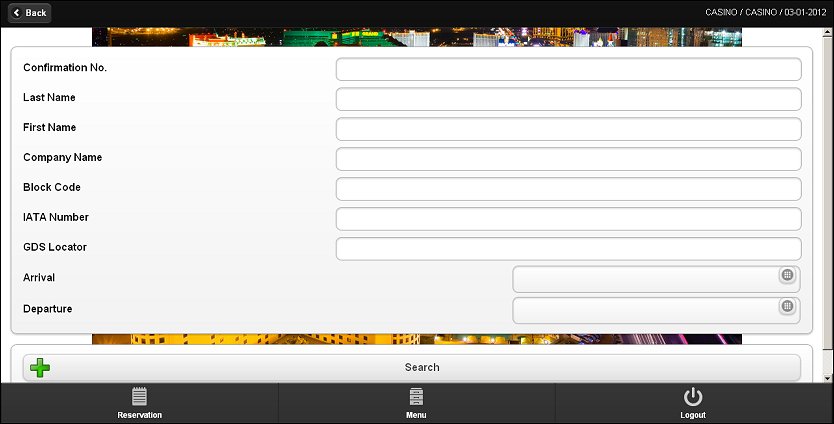 Back
CASINO / CASINO / 03-01-2012
Confirmation No.
Last Name
First Name
Company Name
Block Code
IATA Number
GDS Locator
Arrival
Departure
Search
Reservation
Menu
Logout